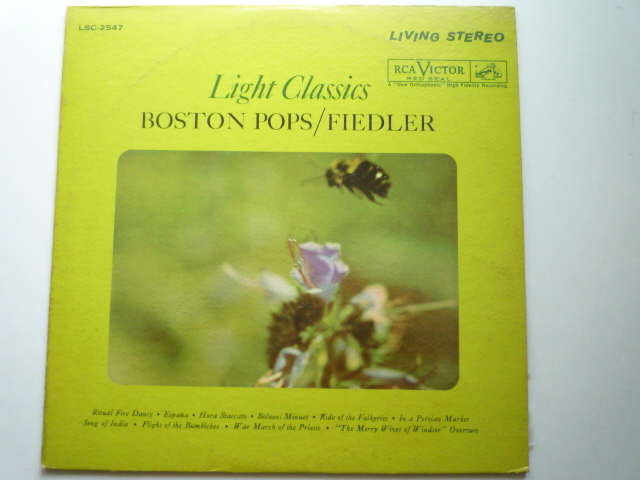 LSC-2547
LIVING STEREO
RCA VICTOR
RED SEAL
A "New Orthophonic" High Fidelity Recording
Light Classics
BOSTON POPS/FIEDLER
Ritual Fire Dance • España • Hora Staccato • Bolzoni Minuet • Ride of the Valkyries • In a Persian Market
Song of India • Flight of the Bumblebee • War March of the Priests • "The Merry Wives of Windsor" Overture